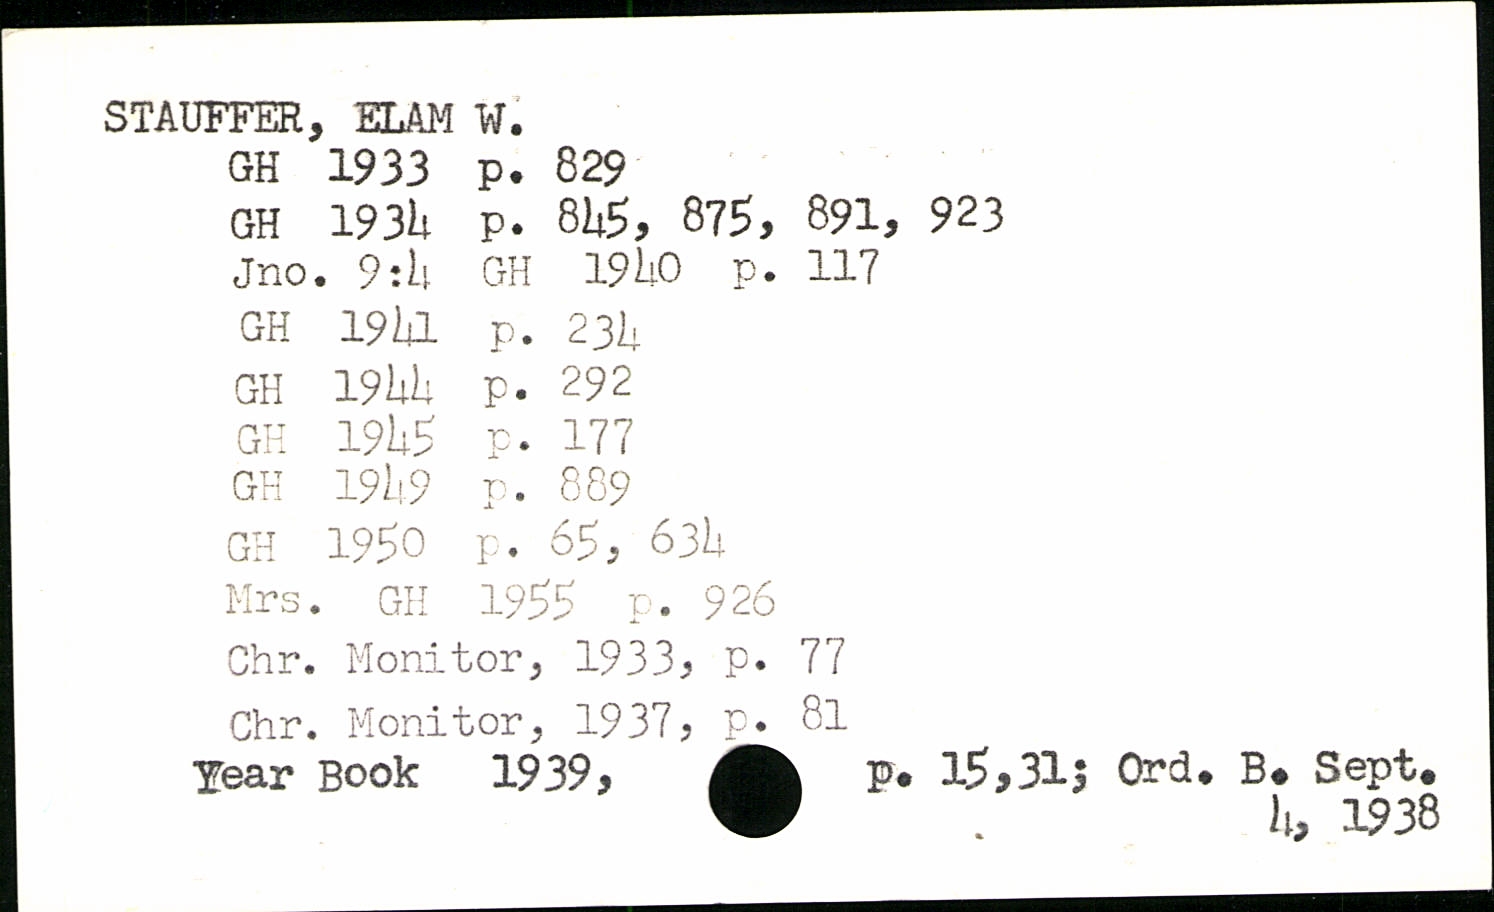 STAUFFER, ELAM W.
GH 1933 p. 829
GH 1934 p. 845, 875, 891, 923
Jno. 9:4 GH 1940 p. 117
GH 1941 p. 234
GH 1944 p. 292
GH 1945 p. 177
GH 1949 p. 889
GH 1950 p. 65, 634
Mrs. GH 1955 p. 926
Chr. Monitor, 1933, p. 77
Chr. Monitor, 1937, p. 81
Year Book 1939, p. 15,31; Ord. B. Sept.
4, 1938